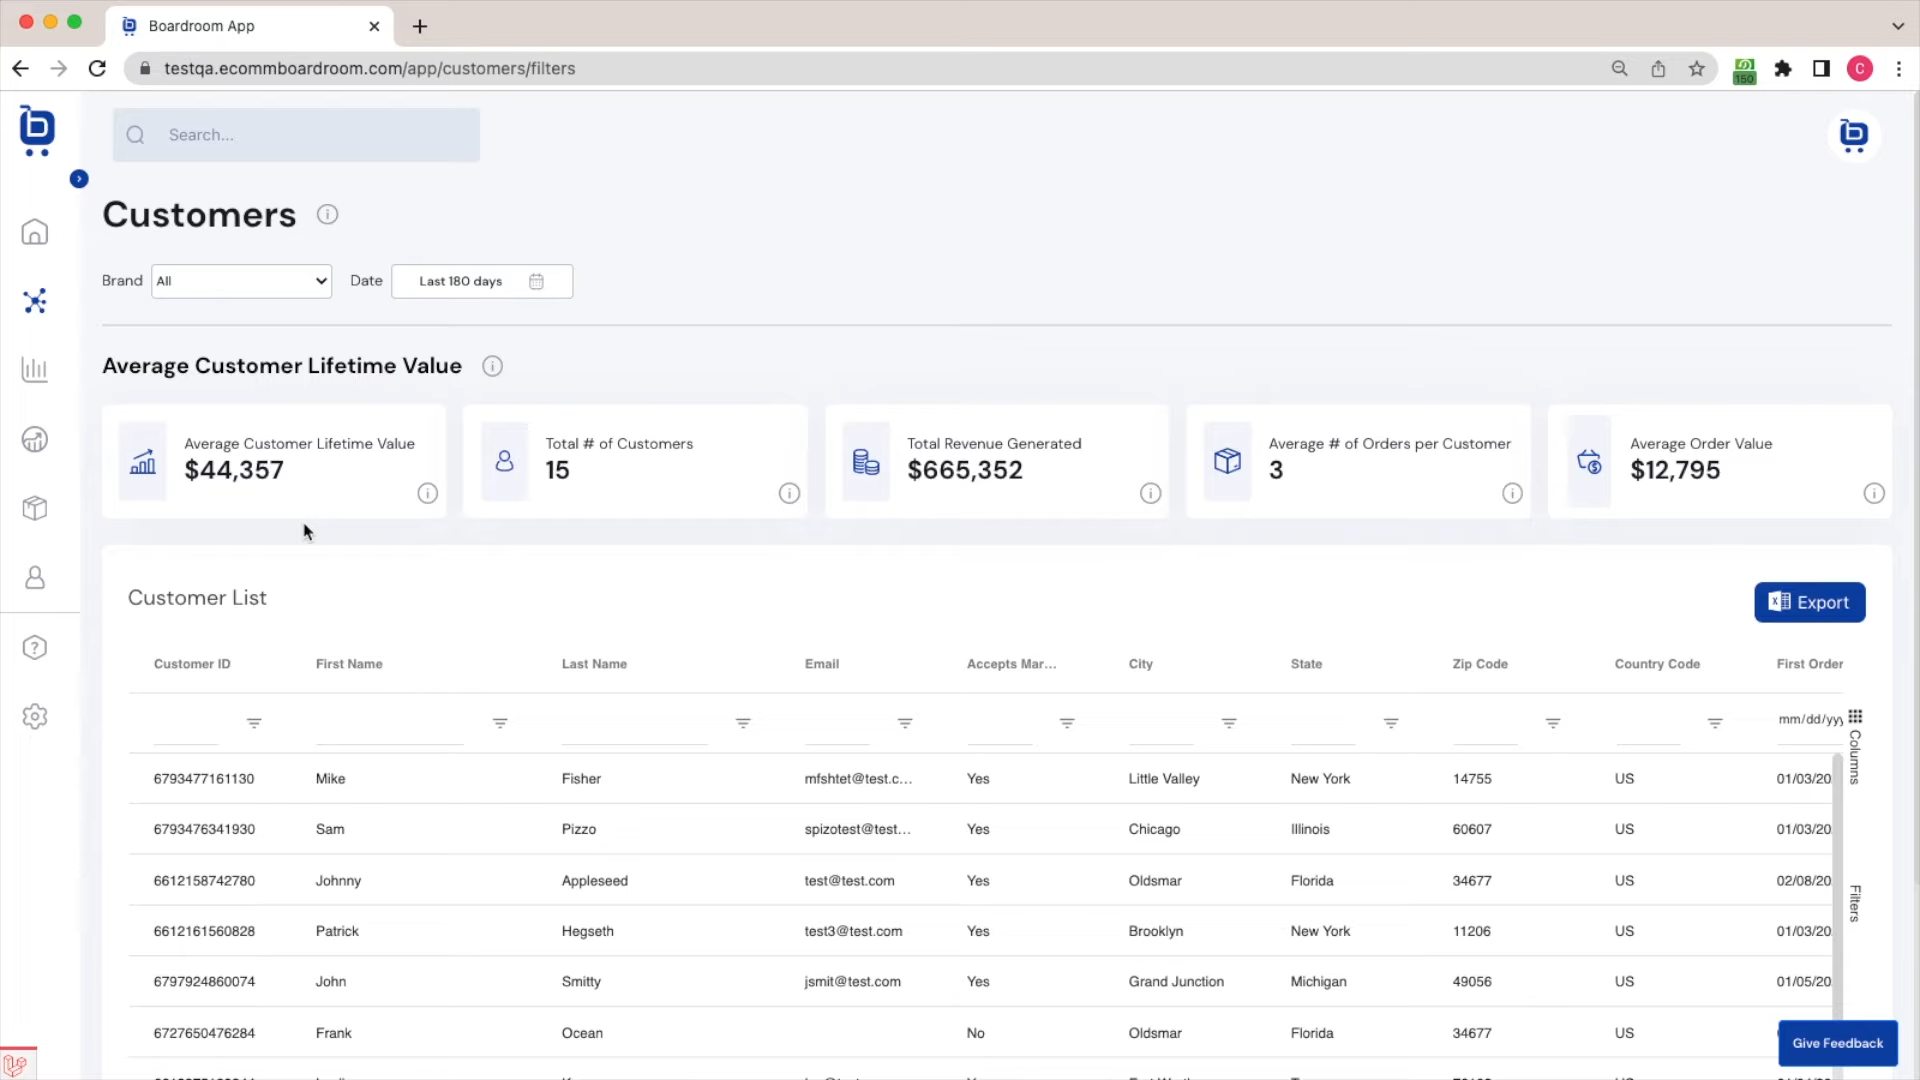 Boardroom App
testqa.ecommboardroom.com/app/customers/filters
150
C
Search...
Customers
Brand All Date Last 180 days
Average Customer Lifetime Value
Average Customer Lifetime Value
$44,357
Total # of Customers
15
Total Revenue Generated
$665,352
Average # of Orders per Customer
3
Average Order Value
$12,795
Customer List
Export
Customer ID First Name Last Name Email Accepts Mar... City State Zip Code Country Code First Order
mm/dd/yyy
Columns
Filters
6793477161130 Mike Fisher mfshtet@test.c... Yes Little Valley New York 14755 US 01/03/20
6793476341930 Sam Pizzo spizotest@test... Yes Chicago Illinois 60607 US 01/03/20
6612158742780 Johnny Appleseed test@test.com Yes Oldsmar Florida 34677 US 02/08/20
6612161560828 Patrick Hegseth test3@test.com Yes Brooklyn New York 11206 US 01/03/20
6797924860074 John Smitty jsmit@test.com Yes Grand Junction Michigan 49056 US 01/05/20
6727650476284 Frank Ocean No Oldsmar Florida 34677 US
Give Feedback